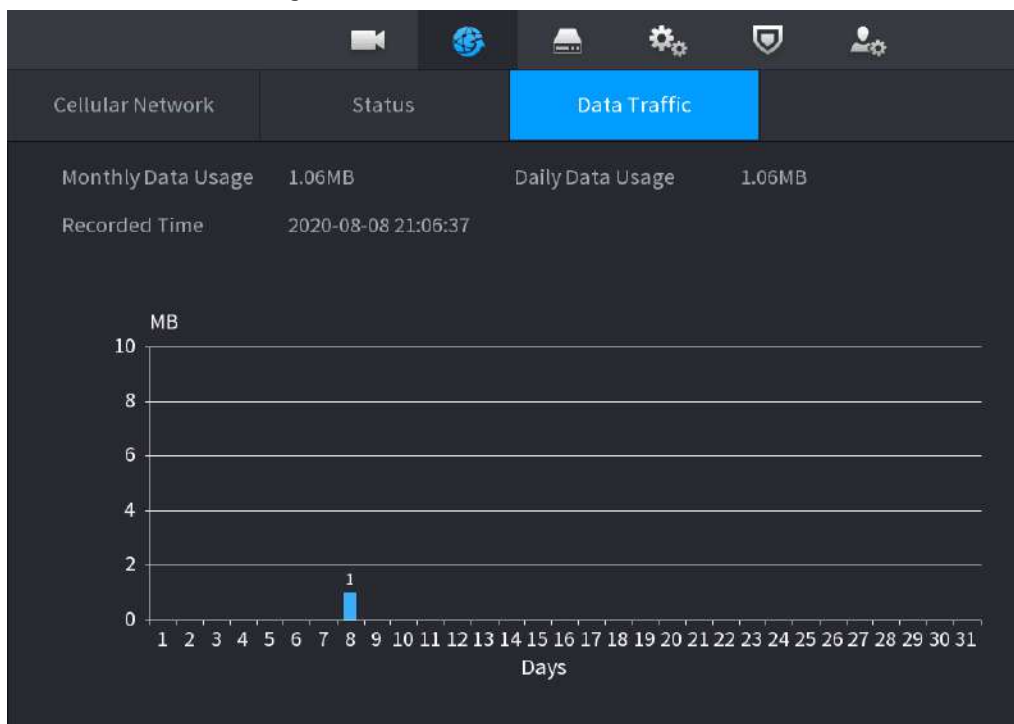 Cellular Network Status Data Traffic
Monthly Data Usage 1.06MB Daily Data Usage 1.06MB
Recorded Time 2020-08-08 21:06:37
MB
10
8
6
4
2
1
0
1 2 3 4 5 6 7 8 9 10 11 12 13 14 15 16 17 18 19 20 21 22 23 24 25 26 27 28 29 30 31
Days